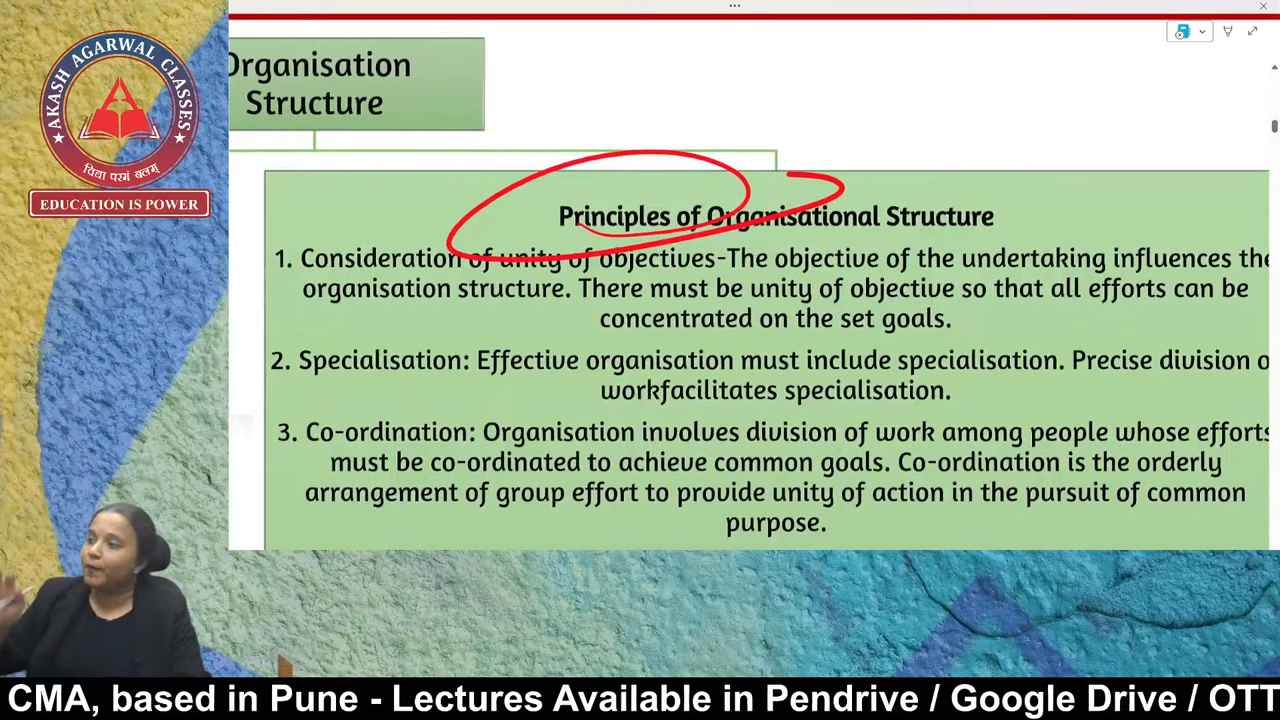 AKASH AGARWAL CLASSES
विद्या परमं बलम्
EDUCATION IS POWER
Organisation
Structure
Principles of Organisational Structure
1. Consideration of unity of objectives-The objective of the undertaking influences the
organisation structure. There must be unity of objective so that all efforts can be
concentrated on the set goals.
2. Specialisation: Effective organisation must include specialisation. Precise division o
workfacilitates specialisation.
3. Co-ordination: Organisation involves division of work among people whose efforts
must be co-ordinated to achieve common goals. Co-ordination is the orderly
arrangement of group effort to provide unity of action in the pursuit of common
purpose.
CMA, based in Pune - Lectures Available in Pendrive / Google Drive / OTT